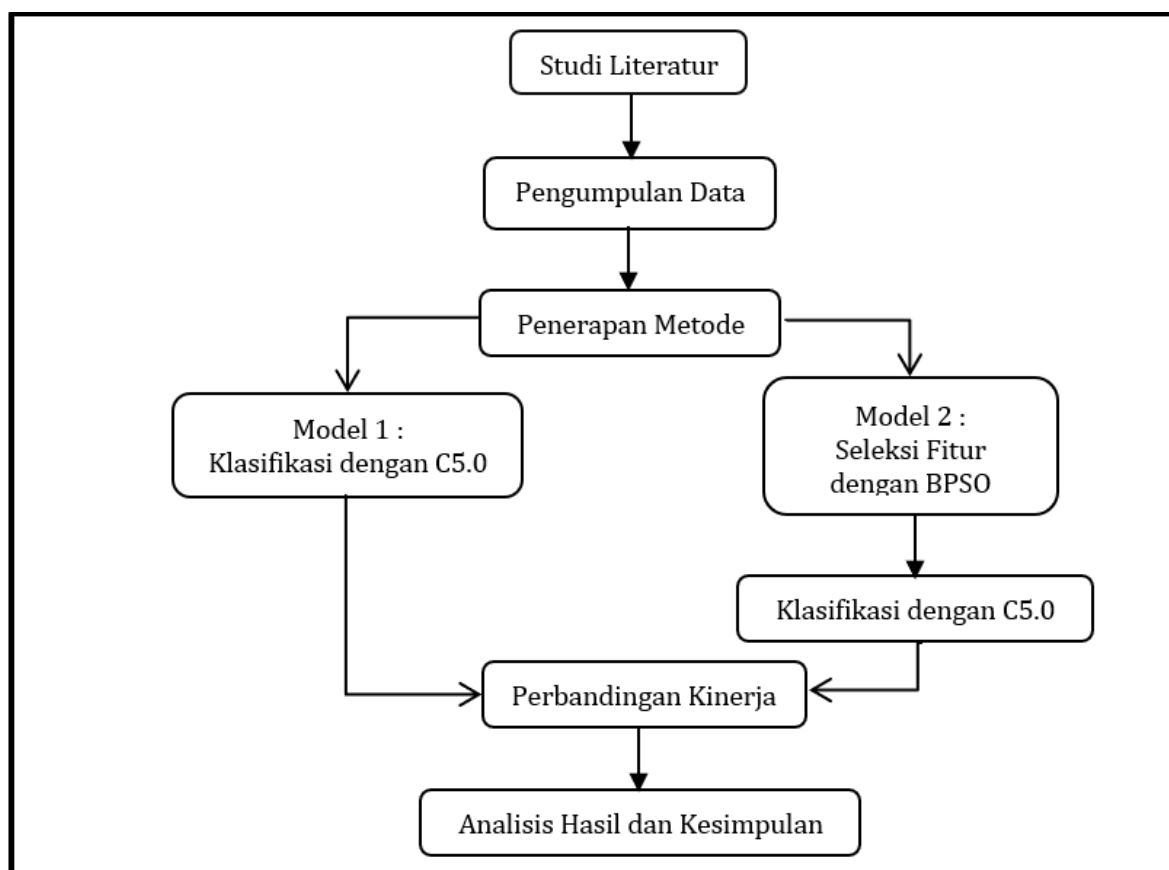 Studi Literatur
Pengumpulan Data
Penerapan Metode
Model 1 :
Klasifikasi dengan C5.0
Model 2 :
Seleksi Fitur
dengan BPSO
Klasifikasi dengan C5.0
Perbandingan Kinerja
Analisis Hasil dan Kesimpulan